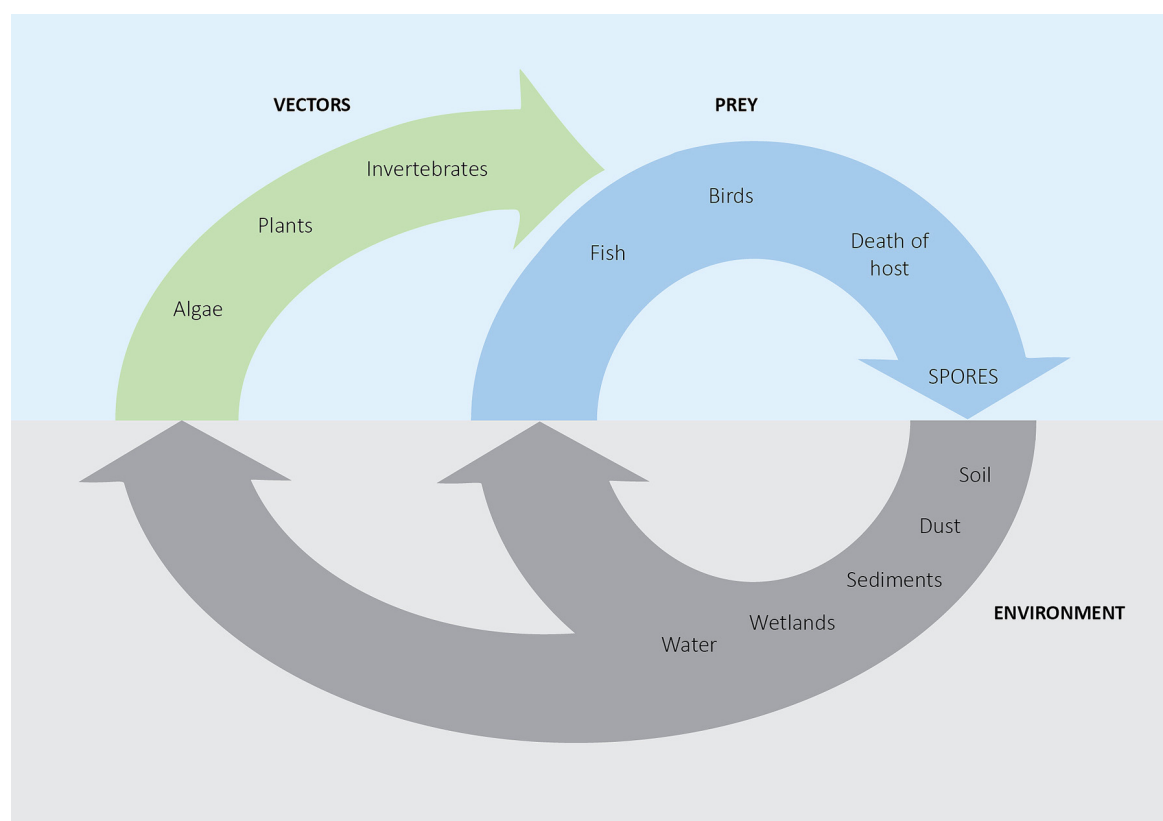 VECTORS
PREY
Invertebrates
Plants
Algae
Birds
Fish
Death of
host
SPORES
Soil
Dust
Sediments
Wetlands
Water
ENVIRONMENT